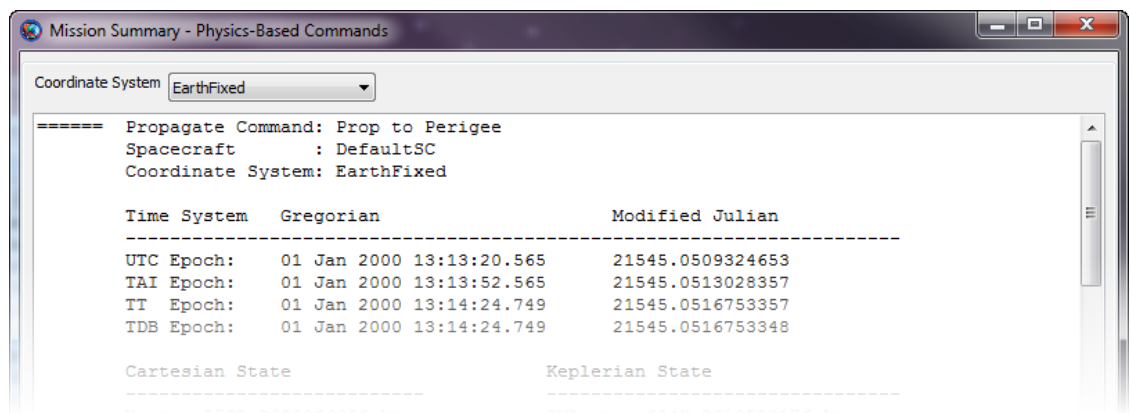 Mission Summary - Physics-Based Commands
Coordinate System EarthFixed
====== Propagate Command: Prop to Perigee
Spacecraft : DefaultSC
Coordinate System: EarthFixed
Time System Gregorian Modified Julian
----------------------------------------------------------------------
UTC Epoch: 01 Jan 2000 13:13:20.565 21545.0509324653
TAI Epoch: 01 Jan 2000 13:13:52.565 21545.0513028357
TT Epoch: 01 Jan 2000 13:14:24.749 21545.0516753357
TDB Epoch: 01 Jan 2000 13:14:24.749 21545.0516753348
Cartesian State Keplerian State
--------------------------- --------------------------------